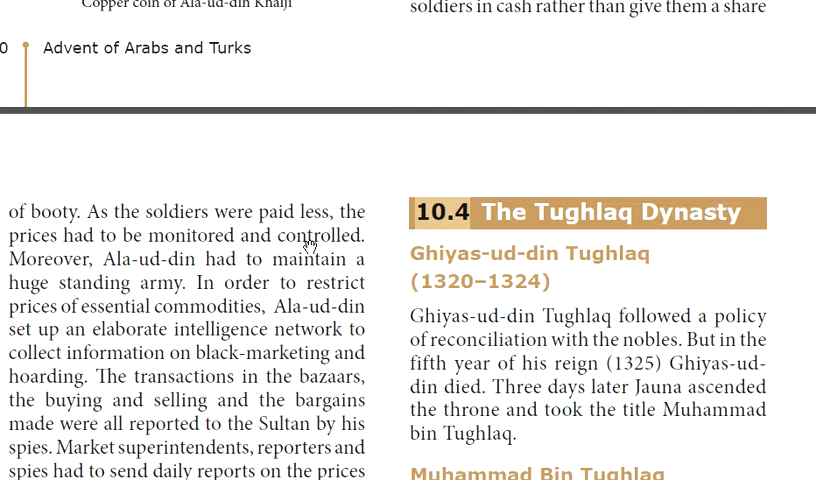 Copper coin of Ala-ud-din Khalji
soldiers in cash rather than give them a share
0 Advent of Arabs and Turks
of booty. As the soldiers were paid less, the
prices had to be monitored and controlled.
Moreover, Ala-ud-din had to maintain a
huge standing army. In order to restrict
prices of essential commodities, Ala-ud-din
set up an elaborate intelligence network to
collect information on black-marketing and
hoarding. The transactions in the bazaars,
the buying and selling and the bargains
made were all reported to the Sultan by his
spies. Market superintendents, reporters and
spies had to send daily reports on the prices
10.4 The Tughlaq Dynasty
Ghiyas-ud-din Tughlaq
(1320–1324)
Ghiyas-ud-din Tughlaq followed a policy
of reconciliation with the nobles. But in the
fifth year of his reign (1325) Ghiyas-ud-
din died. Three days later Jauna ascended
the throne and took the title Muhammad
bin Tughlaq.
Muhammad Bin Tughlaq